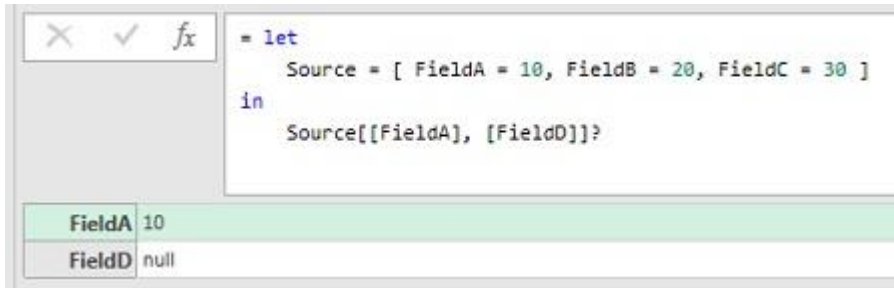 fx = let
Source = [ FieldA = 10, FieldB = 20, FieldC = 30 ]
in
Source[[FieldA], [FieldD]]?
FieldA 10
FieldD null